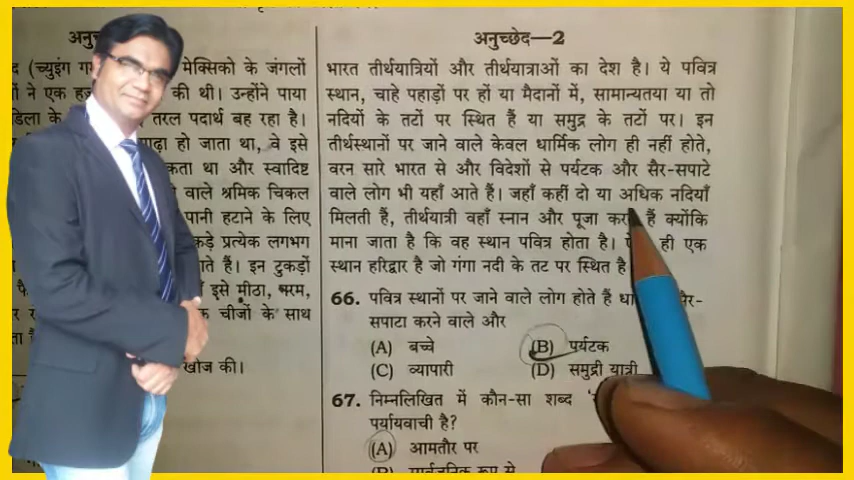 अनुच्छेद—2
मेक्सिको के जंगलों
की थी। उन्होंने पाया
तरल पदार्थ बह रहा है।
हो जाता था, वे इसे
था और स्वादिष्ट
वाले श्रमिक चिकल
पानी हटाने के लिए
प्रत्येक लगभग
हैं। इन टुकड़ों
इसे मीठा, नरम,
चीजों के साथ
खोज की।
भारत तीर्थयात्रियों और तीर्थयात्राओं का देश है। ये पवित्र
स्थान, चाहे पहाड़ों पर हों या मैदानों में, सामान्यतया या तो
नदियों के तटों पर स्थित हैं या समुद्र के तटों पर। इन
तीर्थस्थानों पर जाने वाले केवल धार्मिक लोग ही नहीं होते,
वरन सारे भारत से और विदेशों से पर्यटक और सैर-सपाटे
वाले लोग भी यहाँ आते हैं। जहाँ कहीं दो या अधिक नदियाँ
मिलती हैं, तीर्थयात्री वहाँ स्नान और पूजा हैं क्योंकि
माना जाता है कि वह स्थान पवित्र होता है। ही एक
स्थान हरिद्वार है जो गंगा नदी के तट पर स्थित है
66. पवित्र स्थानों पर जाने वाले लोग होते हैं सैर-
सपाटा करने वाले और
(A) बच्चे (B) पर्यटक
(C) व्यापारी (D) समुद्री यात्री
67. निम्नलिखित में कौन-सा शब्द
पर्यायवाची है?
(A) आमतौर पर